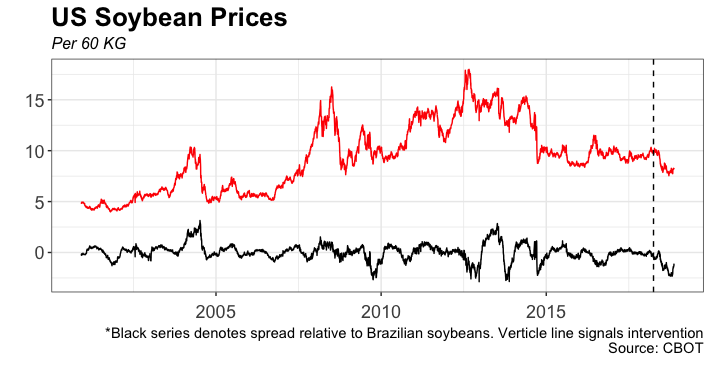 US Soybean Prices
Per 60 KG
15
10
5
0
2005 2010 2015
*Black series denotes spread relative to Brazilian soybeans. Verticle line signals intervention
Source: CBOT